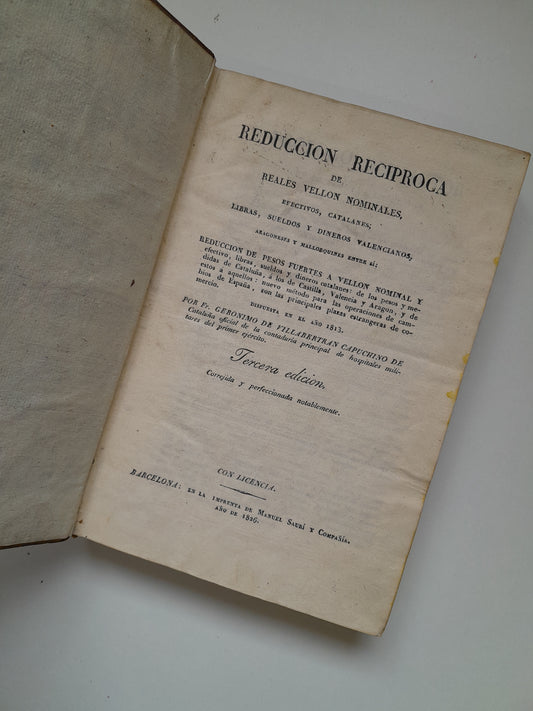 REDUCCION RECIPROCA
DE
REALES VELLON NOMINALES,
EFECTIVOS, CATALANES;
LIBRAS, SUELDOS Y DINEROS VALENCIANOS,
ARAGONESES Y MALLORQUINES ENTRE SÍ;
REDUCCION DE PESOS FUERTES A VELLON NOMINAL Y
efectivo; libras, sueldos y dineros catalanes: de los pesos y me-
didas de Cataluña, á los de Castilla, Valencia y Aragon, y de
estos a aquellos: nuevo método para las operaciones de cam-
bios de España, con las principales plazas estrangeras de co-
mercio.
DISPUESTA EN EL AÑO 1813.
POR Fr. GERONIMO DE VILLABERTRAN CAPUCHINO DE
Cataluña oficial de la contaduría principal de hospitales mili-
tares del primer ejército.
Tercera edicion,
Correjida y perfeccionada notablemente.
CON LICENCIA.
BARCELONA: EN LA IMPRENTA DE MANUEL SAURÍ Y COMPAÑÍA.
AÑO DE 1826.